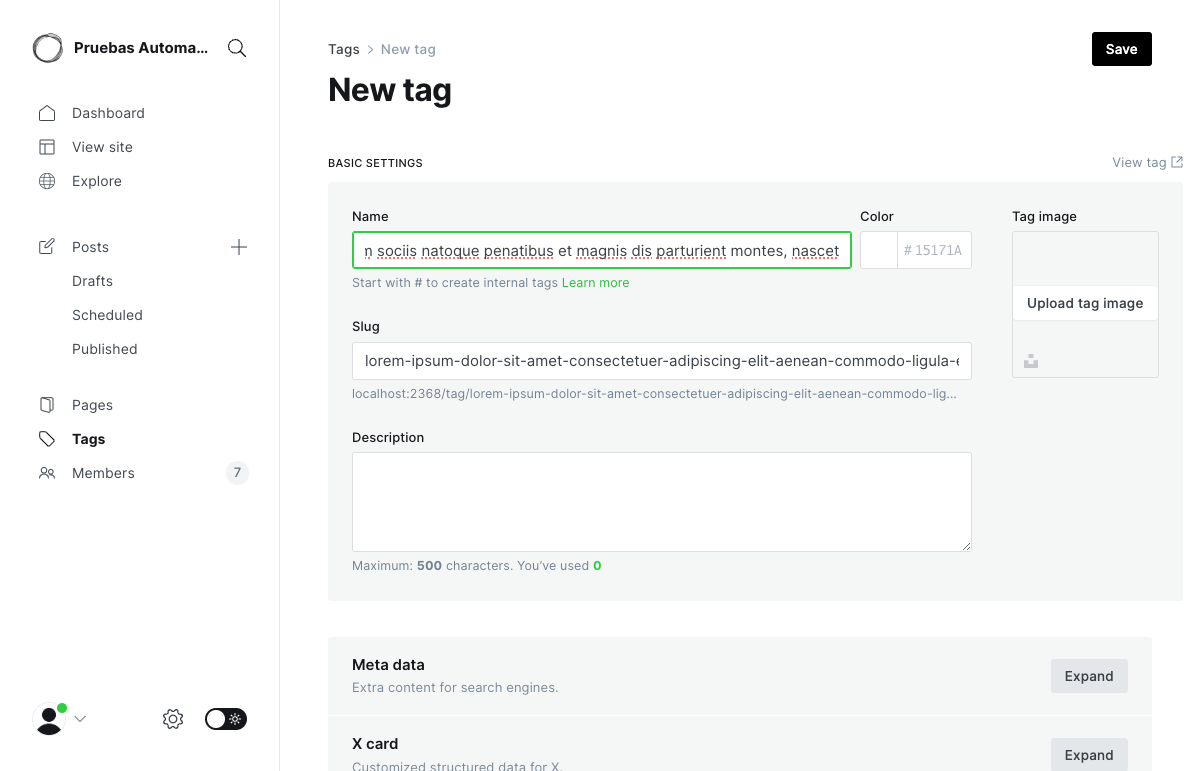 Pruebas Automa...
Dashboard
View site
Explore
Posts
Drafts
Scheduled
Published
Pages
Tags
Members
7
Tags > New tag
Save
New tag
BASIC SETTINGS
View tag
Name
n sociis natoque penatibus et magnis dis parturient montes, nascet
Start with # to create internal tags Learn more
Color
# 15171A
Tag image
Upload tag image
Slug
lorem-ipsum-dolor-sit-amet-consectetuer-adipiscing-elit-aenean-commodo-ligula-e
localhost:2368/tag/lorem-ipsum-dolor-sit-amet-consectetuer-adipiscing-elit-aenean-commodo-lig...
Description
Maximum: 500 characters. You’ve used 0
Meta data
Extra content for search engines.
Expand
X card
Customized structured data for X.
Expand